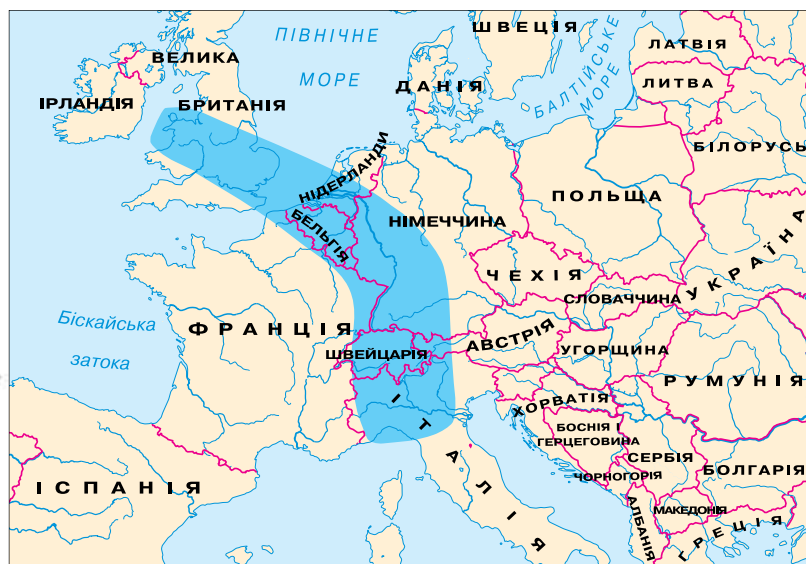 ПІВНІЧНЕ
МОРЕ
ШВЕЦІЯ
ЛАТВІЯ
ЛИТВА
ВЕЛИКА
БРИТАНІЯ
ІРЛАНДІЯ
ДАНІЯ
БАЛТІЙСЬКЕ
МОРЕ
БІЛОРУСЬ
НІДЕРЛАНДИ
ПОЛЬЩА
БЕЛЬГІЯ
НІМЕЧЧИНА
УКРАЇНА
ЧЕХІЯ
СЛОВАЧЧИНА
Біскайська
затока
ФРАНЦІЯ
ШВЕЙЦАРІЯ
АВСТРІЯ
УГОРЩИНА
РУМУНІЯ
ІТАЛІЯ
ХОРВАТІЯ
БОСНІЯ І
ГЕРЦЕГОВИНА
СЕРБІЯ
БОЛГАРІЯ
ЧОРНОГОРІЯ
ІСПАНІЯ
МАКЕДОНІЯ
АЛБАНІЯ
ГРЕЦІЯ